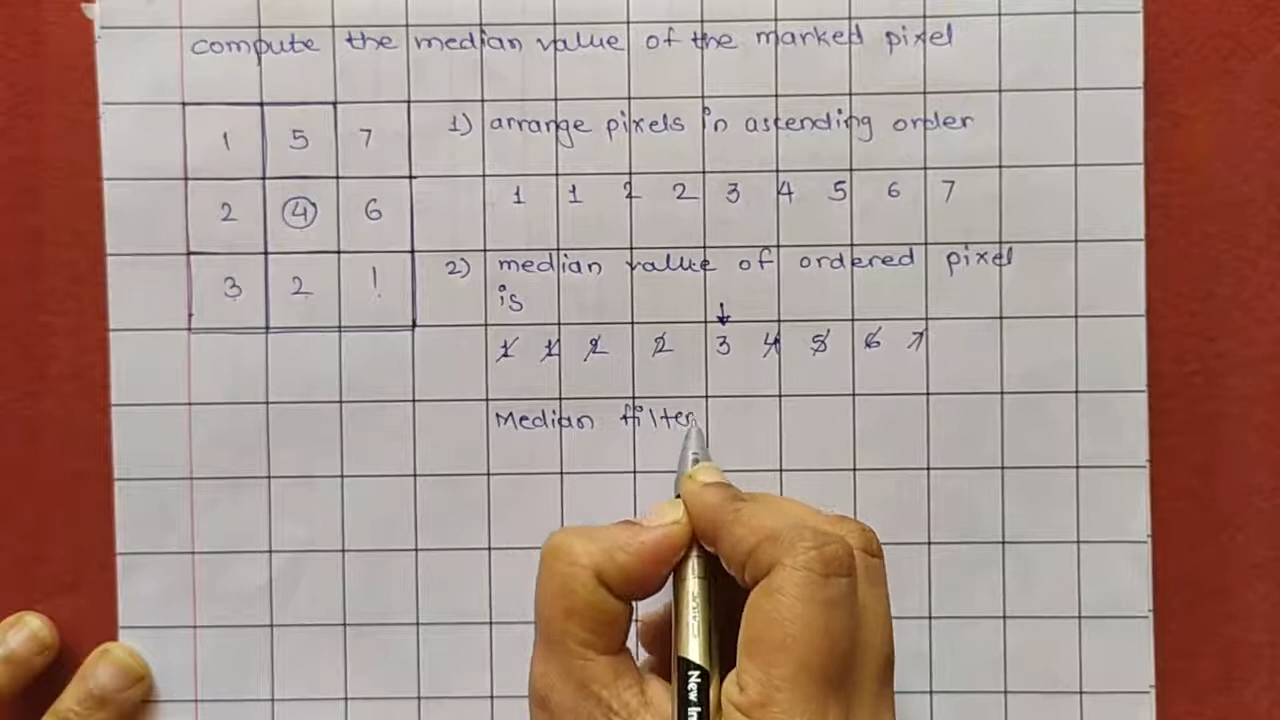 compute the median value of the marked pixel
1 5 7
1) arrange pixels in ascending order
2 4 6
1 1 2 2 3 4 5 6 7
3 2 1
2) median value of ordered pixel
is
1 1 2 2 3 4 5 6 7
Median filter
New In